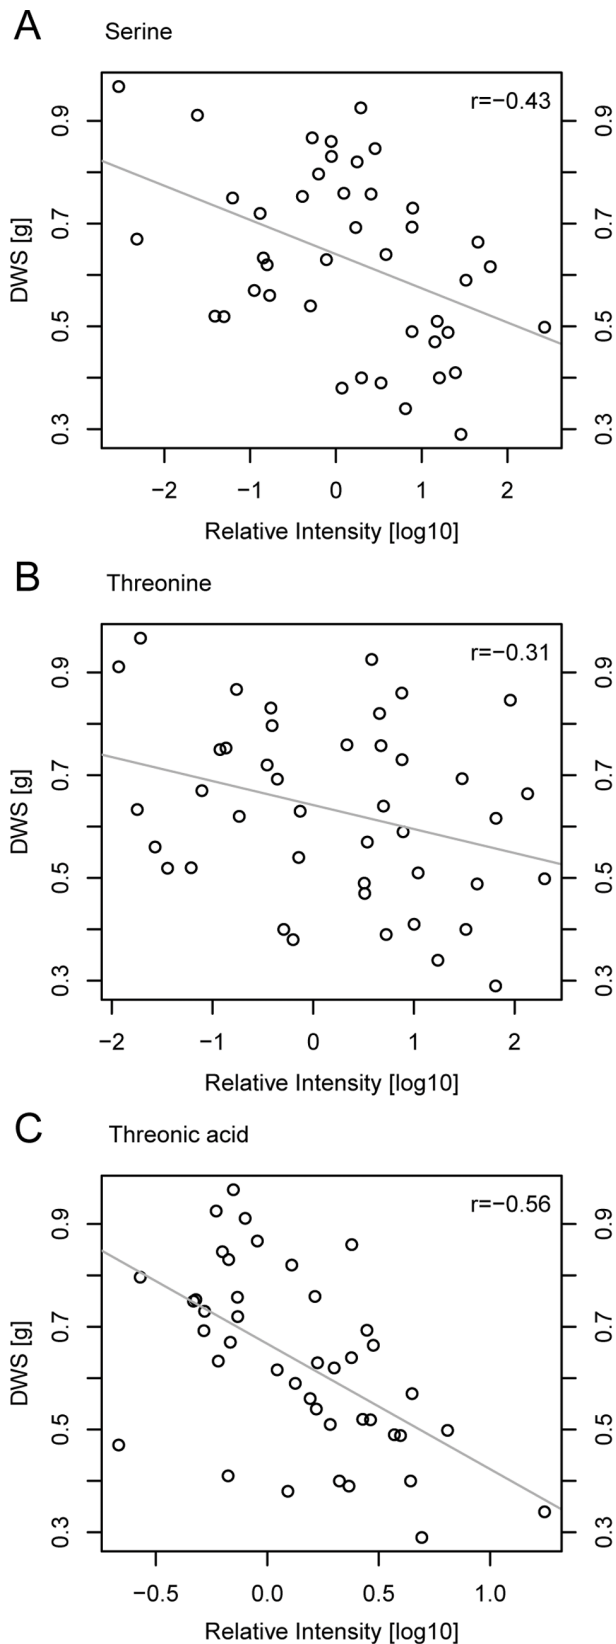 A Serine
r=−0.43
0.9 0.9
0.7 0.7
0.5 0.5
0.3 0.3
DWS [g]
−2 −1 0 1 2
Relative Intensity [log10]
B Threonine
r=−0.31
0.9 0.9
0.7 0.7
0.5 0.5
0.3 0.3
DWS [g]
−2 −1 0 1 2
Relative Intensity [log10]
C Threonic acid
r=−0.56
0.9 0.9
0.7 0.7
0.5 0.5
0.3 0.3
DWS [g]
−0.5 0.0 0.5 1.0
Relative Intensity [log10]